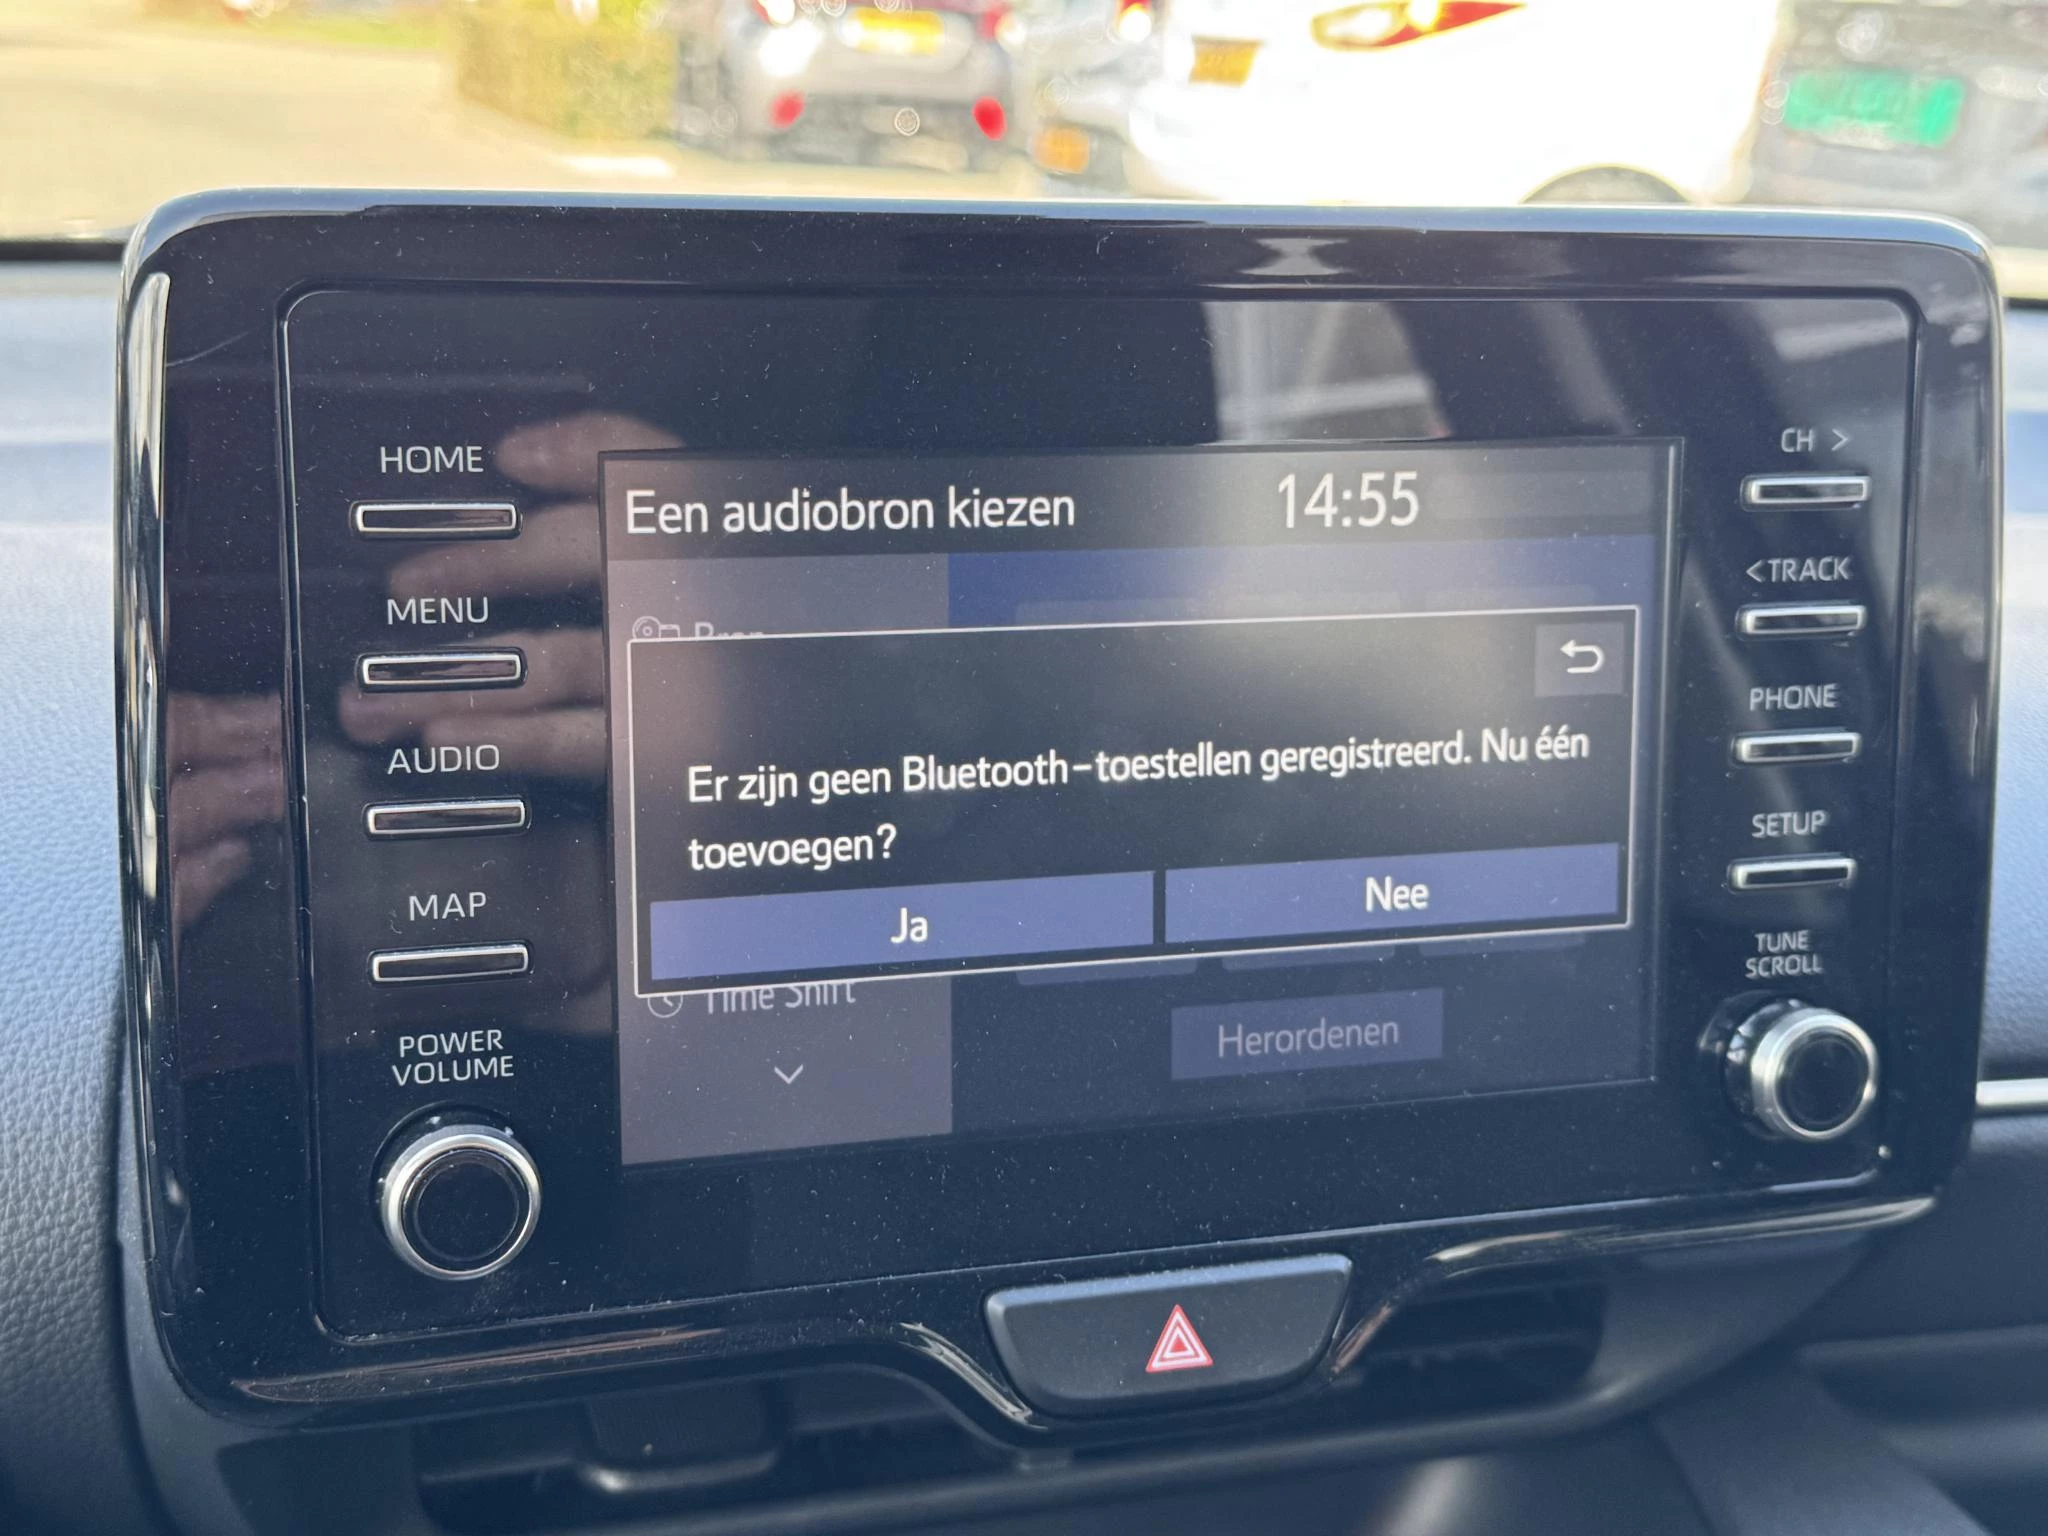 HOME
MENU
AUDIO
MAP
POWER
VOLUME
Een audiobron kiezen
14:55
Bron
Er zijn geen Bluetooth-toestellen geregistreerd. Nu één
toevoegen?
Ja
Nee
Time Shift
Herordenen
CH >
< TRACK
PHONE
SETUP
TUNE
SCROLL